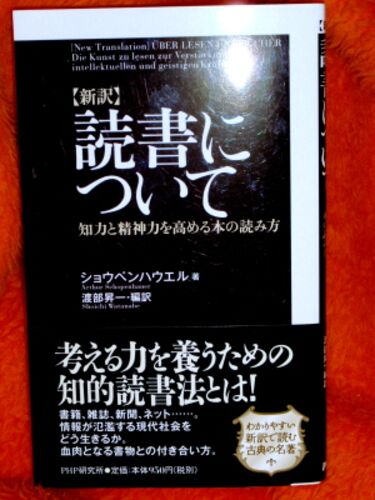 [New Translation] ÜBER LESEN
Die Kunst zu lesen zur Verstärkung
intellektuellen und geistigen
【新訳】
読書に
ついて
知力と精神力を高める本の読み方
ショウペンハウエル 著
Arthur Schopenhauer
渡部昇一・編訳
Shoichi Watanabe
考える力を養うための
知的読書法とは!
書籍、雑誌、新聞、ネット……。
情報が氾濫する現代社会を
どう生きるか。
血肉となる書物との付き合い方。
PHP研究所●定価:本体950円(税別)
わかりやすい
新訳で読む
古典の名著